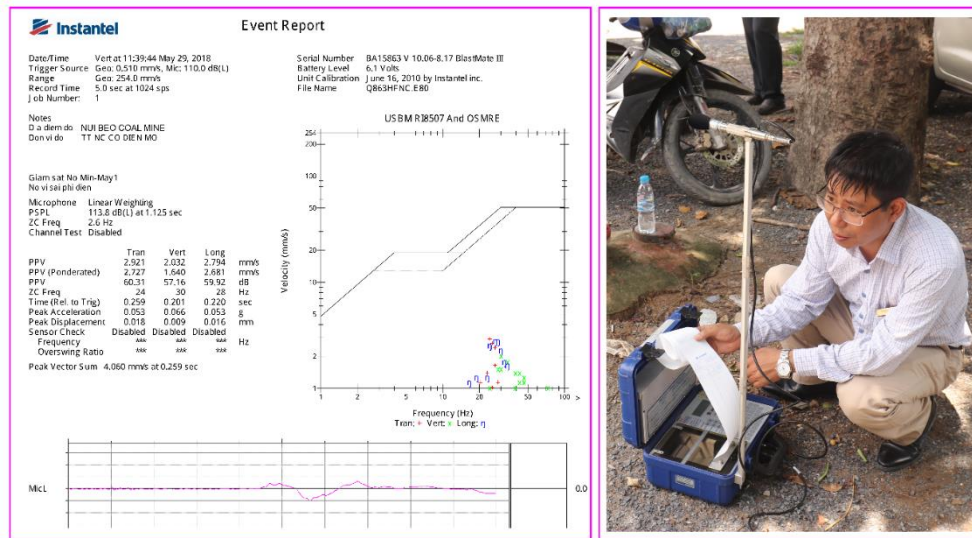 Instantel
Event Report
Date/Time Vert at 11:39:44 May 29, 2018
Trigger Source Geo: 0.510 mm/s, Mic: 110.0 dB(L)
Range Geo: 254.0 mm/s
Record Time 5.0 sec at 1024 sps
Job Number: 1
Serial Number BA15863 V 10.06-8.17 BlastMate III
Battery Level 6.1 Volts
Unit Calibration June 16, 2010 by Instantel inc.
File Name Q863HFNC.E80
Notes
D a diem do NUI BEO COAL MINE
Don vi do TT NC CO DIEN MO
Giam sat No Min-May1
No vi sai phi dien
Microphone Linear Weighting
PSPL 113.8 dB(L) at 1.125 sec
ZC Freq 2.6 Hz
Channel Test Disabled
Tran Vert Long
PPV 2.921 2.032 2.794 mm/s
PPV (Ponderated) 2.727 1.640 2.681 mm/s
PPV 60.31 57.16 59.92 dB
ZC Freq 24 30 28 Hz
Time (Rel. to Trig) 0.259 0.201 0.220 sec
Peak Acceleration 0.053 0.066 0.053 g
Peak Displacement 0.018 0.009 0.016 mm
Sensor Check Disabled Disabled Disabled
Frequency *** *** *** Hz
Overswing Ratio *** *** ***
Peak Vector Sum 4.060 mm/s at 0.259 sec
USBM RI8507 And OSMRE
Velocity (mm/s)
254
200
100
50
20
10
5
2
1
1 2 5 10 20 50 100 >
Frequency (Hz)
Tran: + Vert: x Long: η
MicL
0.0